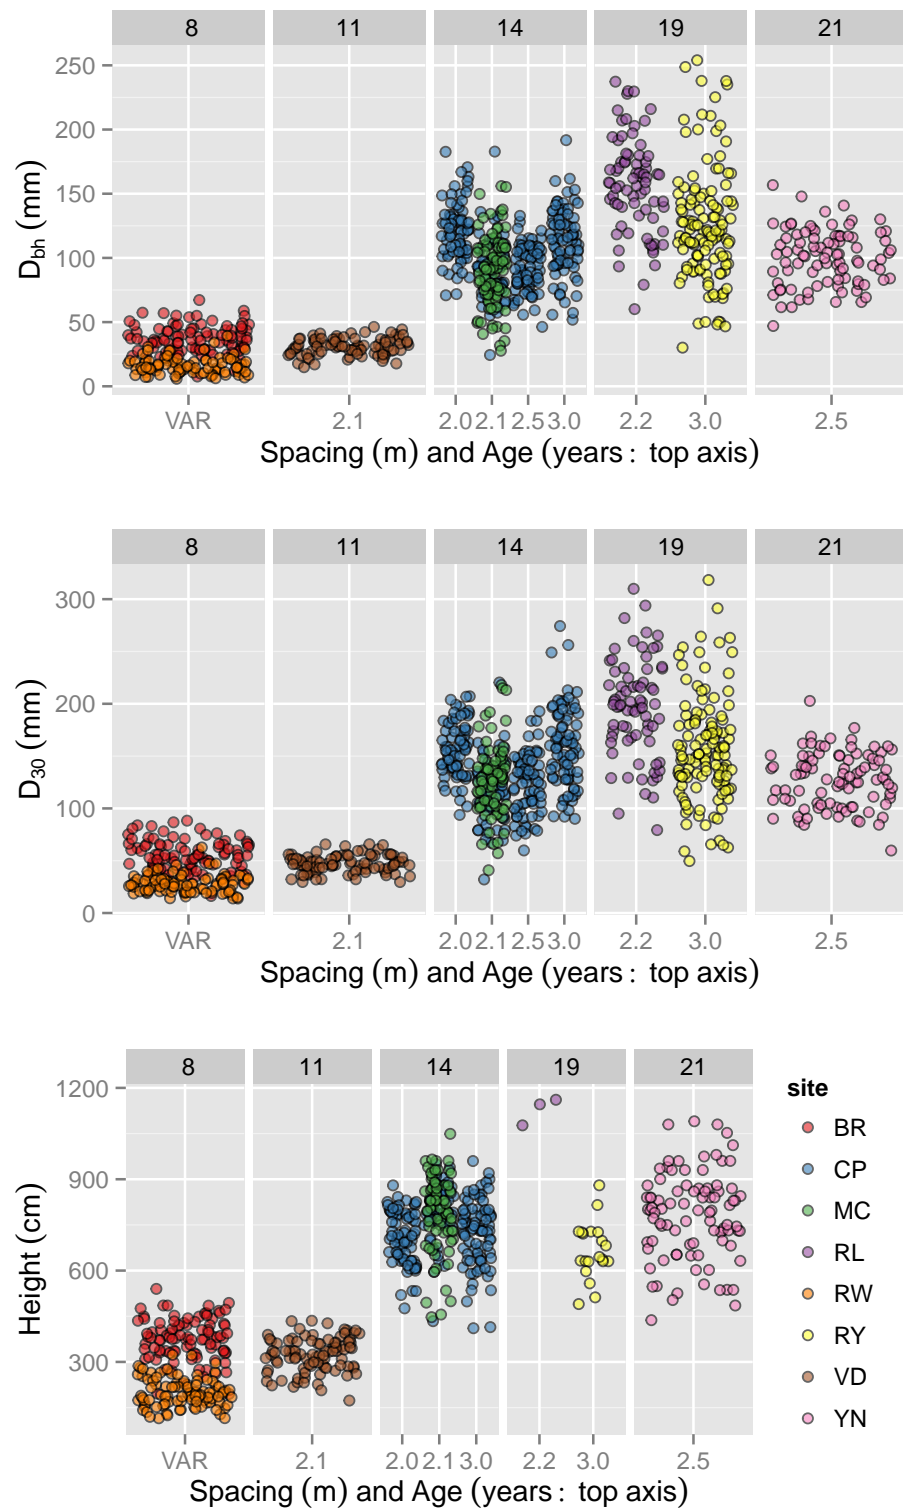 8 11 14 19 21
250
200
150
100
50
0
D_bh (mm)
VAR 2.1 2.0 2.1 2.5 3.0 2.2 3.0 2.5
Spacing (m) and Age (years : top axis)
8 11 14 19 21
300
200
100
0
D_30 (mm)
VAR 2.1 2.0 2.1 2.5 3.0 2.2 3.0 2.5
Spacing (m) and Age (years : top axis)
8 11 14 19 21
1200
900
600
300
Height (cm)
VAR 2.1 2.0 2.1 3.0 2.2 3.0 2.5
Spacing (m) and Age (years : top axis)
site
BR
CP
MC
RL
RW
RY
VD
YN